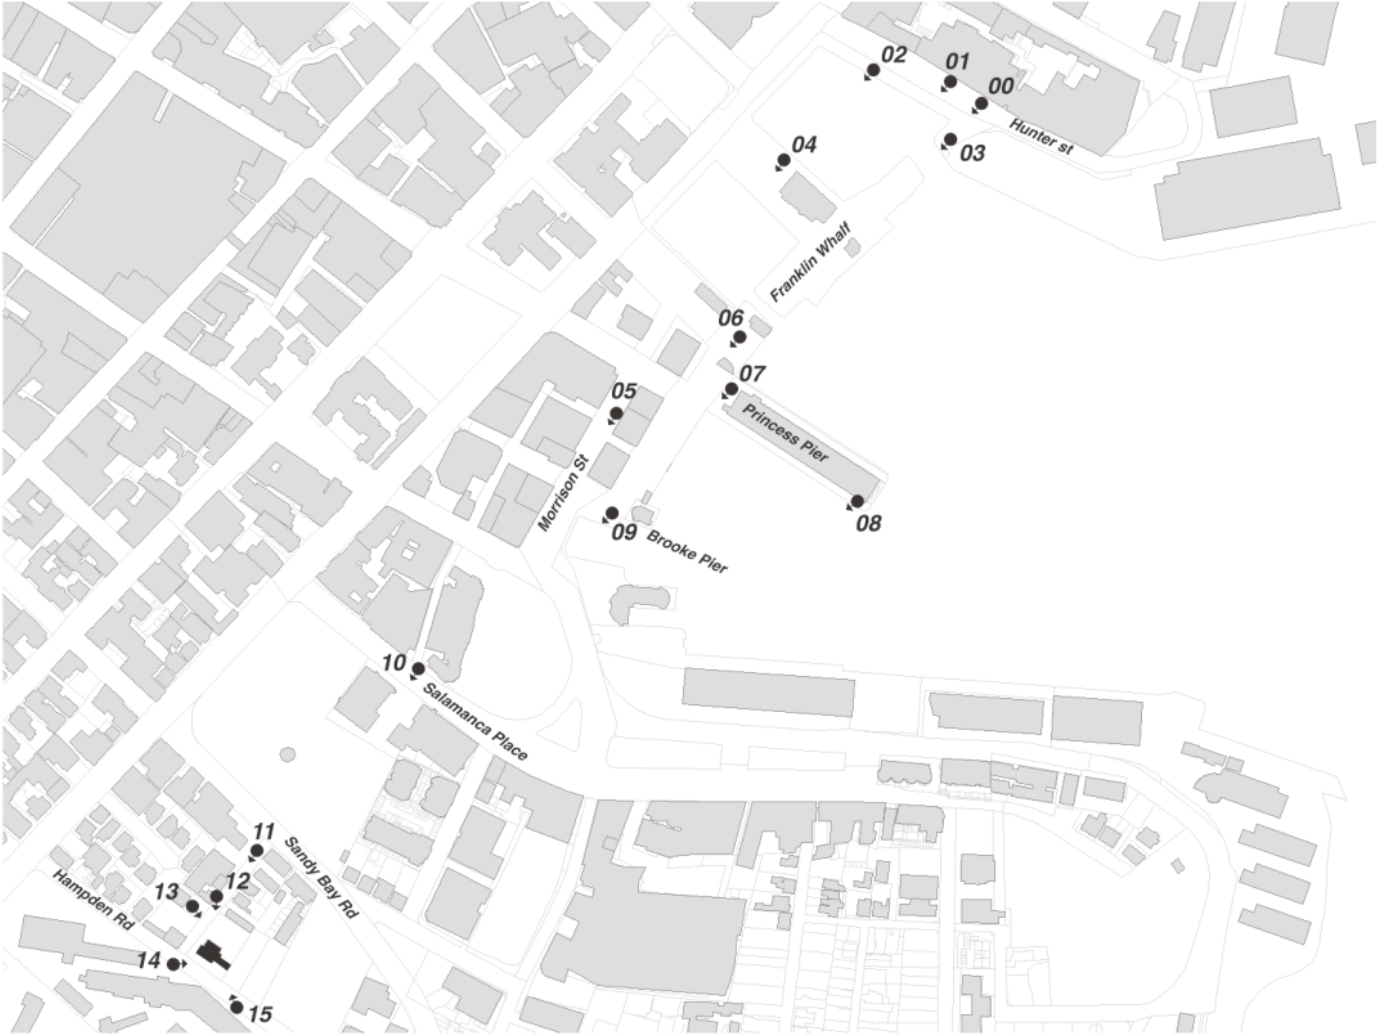 02
01
00
Hunter st
03
04
Franklin Whalf
06
07
05
Princess Pier
Morrison St
08
09
Brooke Pier
10
Salamanca Place
11
Sandy Bay Rd
12
13
Hampden Rd
14
15